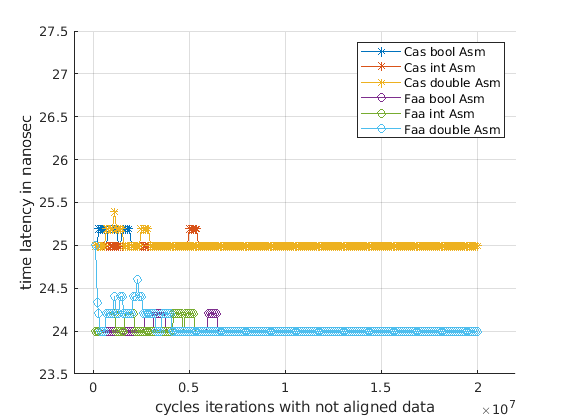 27.5
27
26.5
26
25.5
25
24.5
24
23.5
time latency in nanosec
Cas bool Asm
Cas int Asm
Cas double Asm
Faa bool Asm
Faa int Asm
Faa double Asm
0 0.5 1 1.5 2
×10⁷
cycles iterations with not aligned data